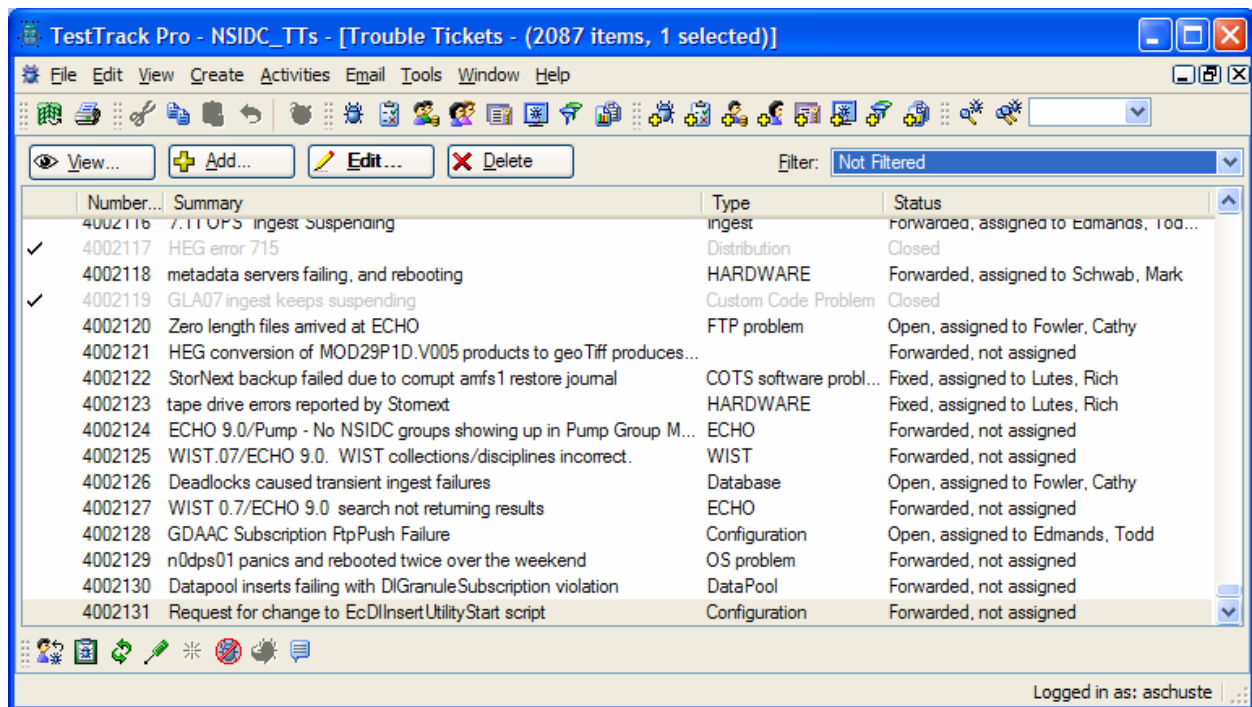 TestTrack Pro - NSIDC_TTs - [Trouble Tickets - (2087 items, 1 selected)]
File Edit View Create Activities Email Tools Window Help
View... Add... Edit... Delete Filter: Not Filtered
Number... Summary Type Status
4002116 7.11 OPS Ingest Suspending Ingest Forwarded, assigned to Edmands, Tod...
4002117 HEG error 715 Distribution Closed
4002118 metadata servers failing, and rebooting HARDWARE Forwarded, assigned to Schwab, Mark
4002119 GLA07 ingest keeps suspending Custom Code Problem Closed
4002120 Zero length files arrived at ECHO FTP problem Open, assigned to Fowler, Cathy
4002121 HEG conversion of MOD29P1D.V005 products to geoTiff produces... Forwarded, not assigned
4002122 StorNext backup failed due to corrupt amfs1 restore journal COTS software probl... Fixed, assigned to Lutes, Rich
4002123 tape drive errors reported by Stornext HARDWARE Fixed, assigned to Lutes, Rich
4002124 ECHO 9.0/Pump - No NSIDC groups showing up in Pump Group M... ECHO Forwarded, not assigned
4002125 WIST.07/ECHO 9.0. WIST collections/disciplines incorrect. WIST Forwarded, not assigned
4002126 Deadlocks caused transient ingest failures Database Open, assigned to Fowler, Cathy
4002127 WIST 0.7/ECHO 9.0 search not returning results ECHO Forwarded, not assigned
4002128 GDAAC Subscription FtpPush Failure Configuration Open, assigned to Edmands, Todd
4002129 n0dps01 panics and rebooted twice over the weekend OS problem Forwarded, not assigned
4002130 Datapool inserts failing with DlGranuleSubscription violation DataPool Forwarded, not assigned
4002131 Request for change to EcDlInsertUtilityStart script Configuration Forwarded, not assigned
Logged in as: aschuste